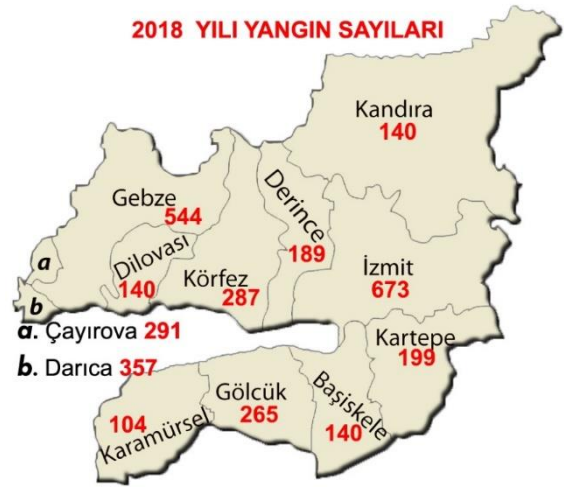 2018 YILI YANGIN SAYILARI
Kandıra
140
Gebze
544
Derince
189
Dilovası
140
Körfez
287
İzmit
673
a
b
a. Çayırova 291
b. Darıca 357
Kartepe
199
Gölcük
265
Başiskele
140
104
Karamürsel